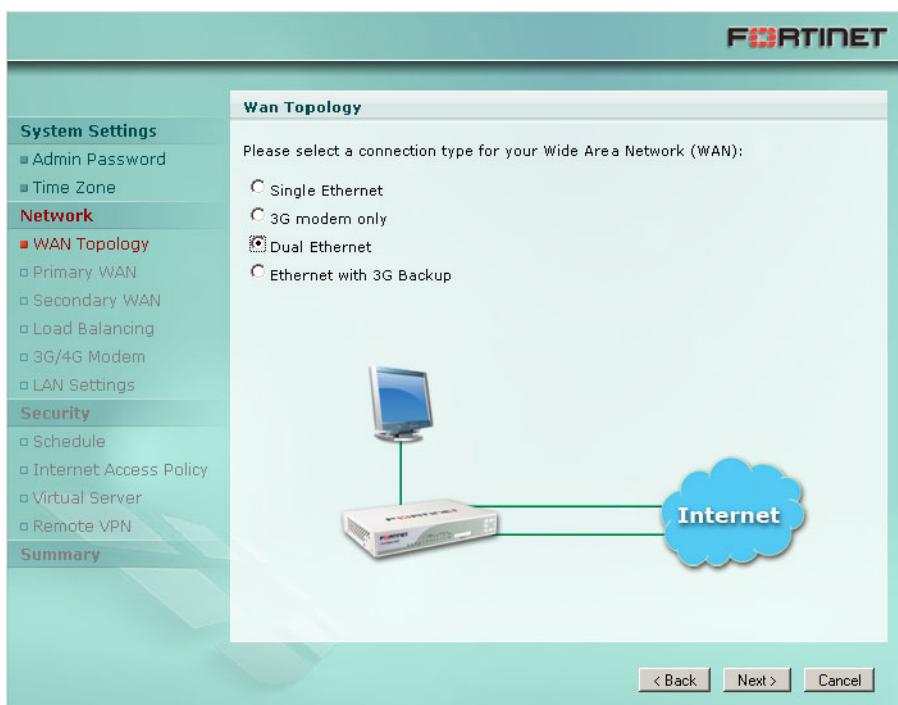 FORTINET
Wan Topology
System Settings
Admin Password
Time Zone
Network
WAN Topology
Primary WAN
Secondary WAN
Load Balancing
3G/4G Modem
LAN Settings
Security
Schedule
Internet Access Policy
Virtual Server
Remote VPN
Summary
Please select a connection type for your Wide Area Network (WAN):
Single Ethernet
3G modem only
Dual Ethernet
Ethernet with 3G Backup
FORTINET
FORTINET
Internet
< Back
Next >
Cancel